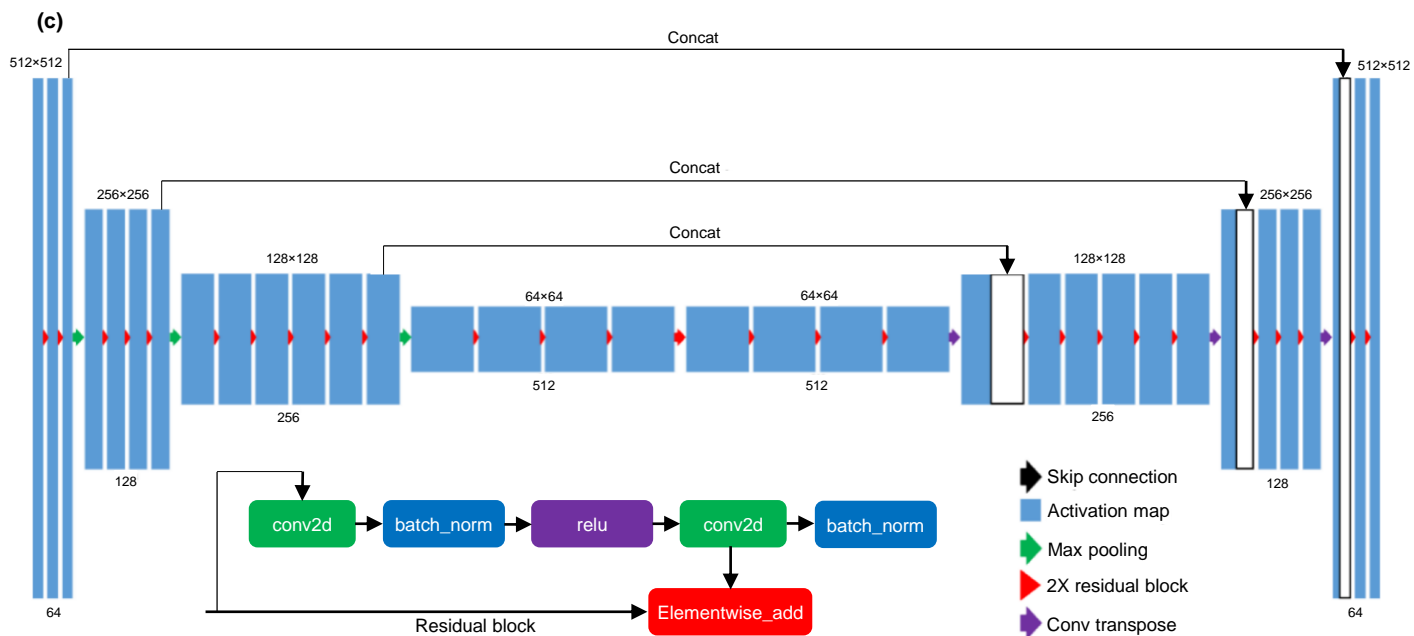 (c)
Concat
512×512
512×512
Concat
256×256
256×256
Concat
128×128
128×128
64×64
64×64
512
512
256
256
128
128
64
64
conv2d
batch_norm
relu
conv2d
batch_norm
Elementwise_add
Residual block
Skip connection
Activation map
Max pooling
2X residual block
Conv transpose